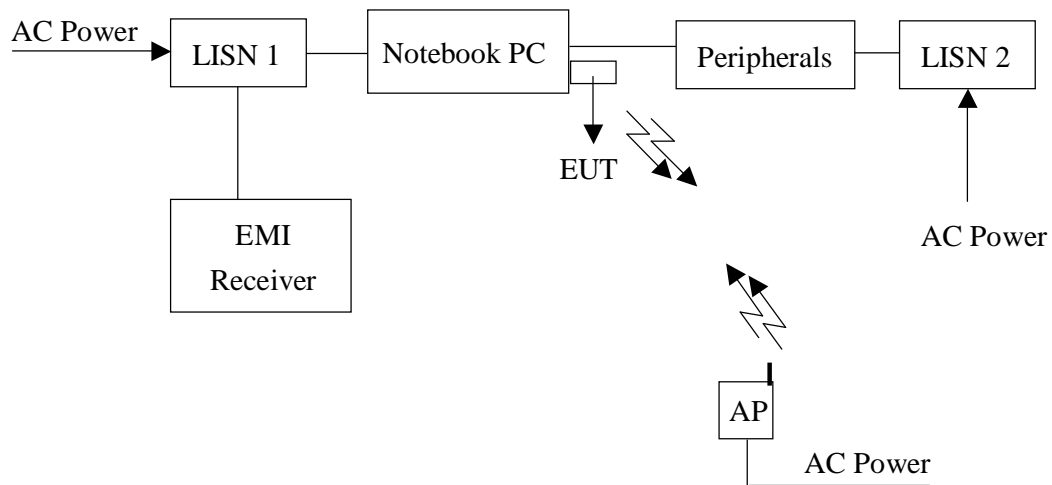 AC Power
LISN 1
Notebook PC
Peripherals
LISN 2
EUT
AC Power
EMI
Receiver
AP
AC Power